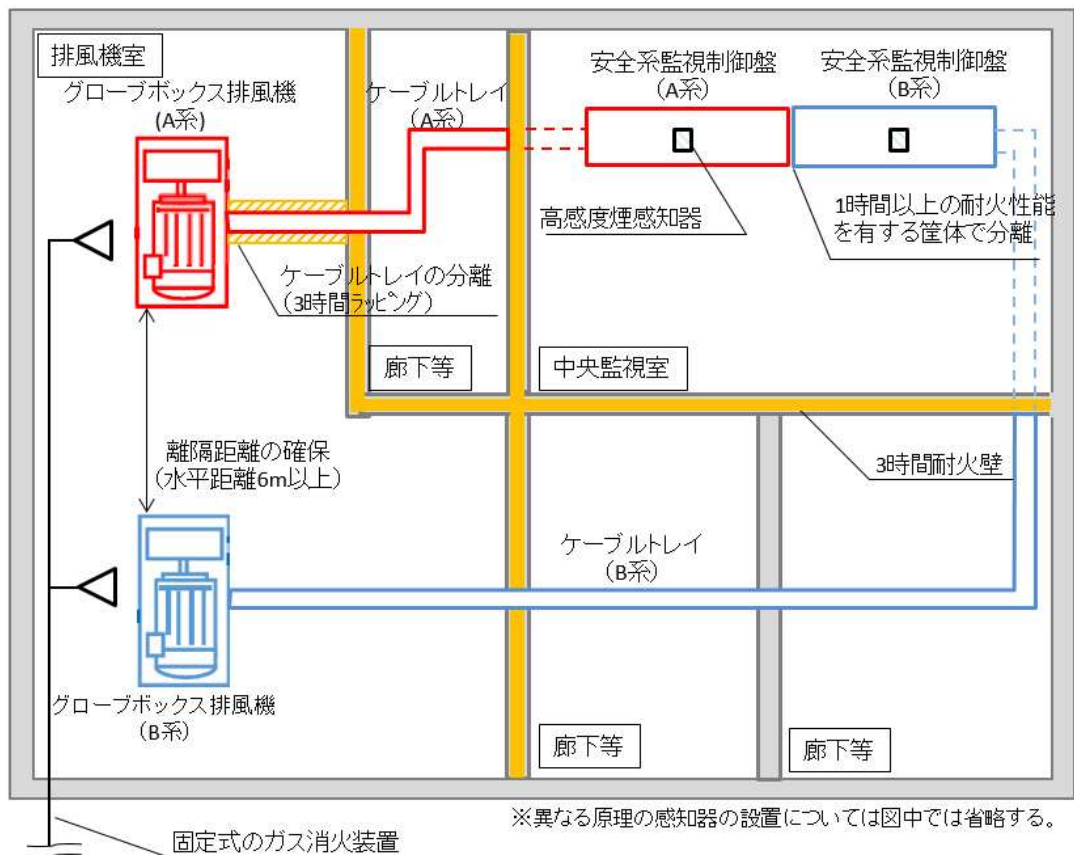 排風機室
グローブボックス排風機
(A系)
ケーブルトレイ
(A系)
安全系監視制御盤
(A系)
安全系監視制御盤
(B系)
高感度煙感知器
1時間以上の耐火性能
を有する筐体で分離
ケーブルトレイの分離
(3時間ラッピング)
廊下等
中央監視室
離隔距離の確保
(水平距離6m以上)
3時間耐火壁
ケーブルトレイ
(B系)
グローブボックス排風機
(B系)
廊下等
廊下等
※異なる原理の感知器の設置については図中では省略する。
固定式のガス消火装置